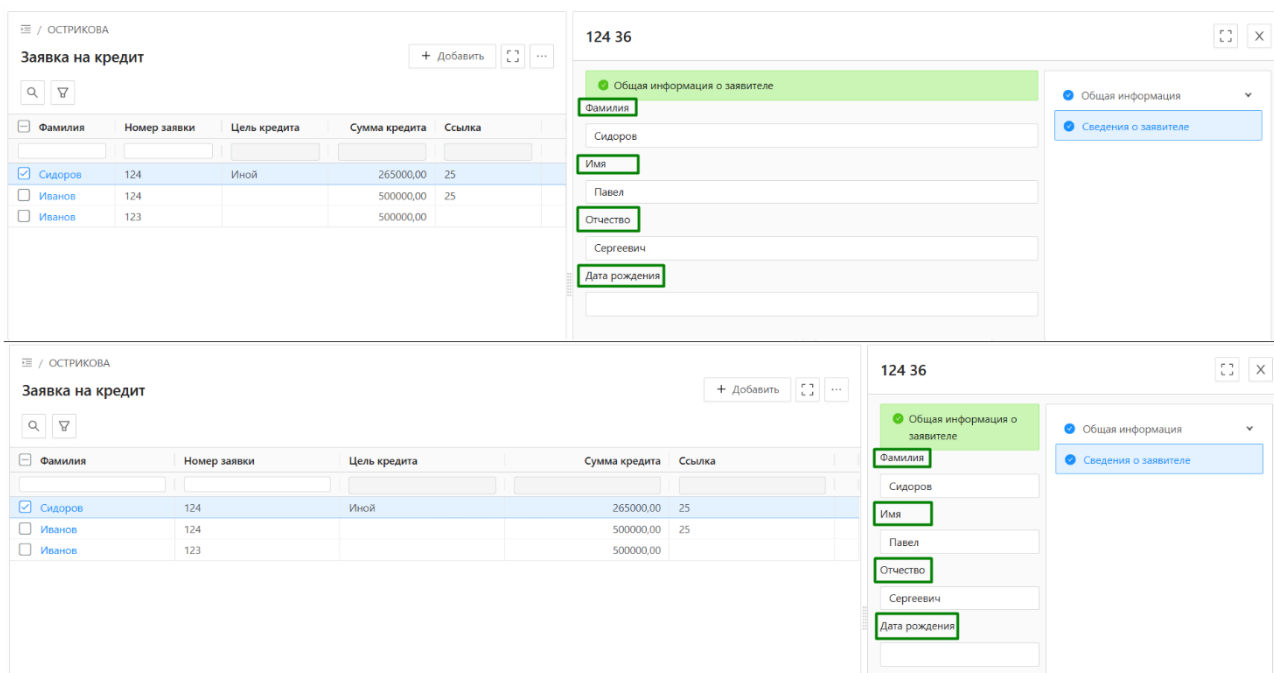 / ОСТРИКОВА
Заявка на кредит
+ Добавить
...
Фамилия Номер заявки Цель кредита Сумма кредита Ссылка
Сидоров 124 Иной 265000,00 25
Иванов 124 500000,00 25
Иванов 123 500000,00
124 36
X
Общая информация о заявителе
Фамилия
Сидоров
Имя
Павел
Отчество
Сергеевич
Дата рождения
Общая информация
Сведения о заявителе
/ ОСТРИКОВА
Заявка на кредит
+ Добавить
...
Фамилия Номер заявки Цель кредита Сумма кредита Ссылка
Сидоров 124 Иной 265000,00 25
Иванов 124 500000,00 25
Иванов 123 500000,00
124 36
X
Общая информация о
заявителе
Фамилия
Сидоров
Имя
Павел
Отчество
Сергеевич
Дата рождения
Общая информация
Сведения о заявителе